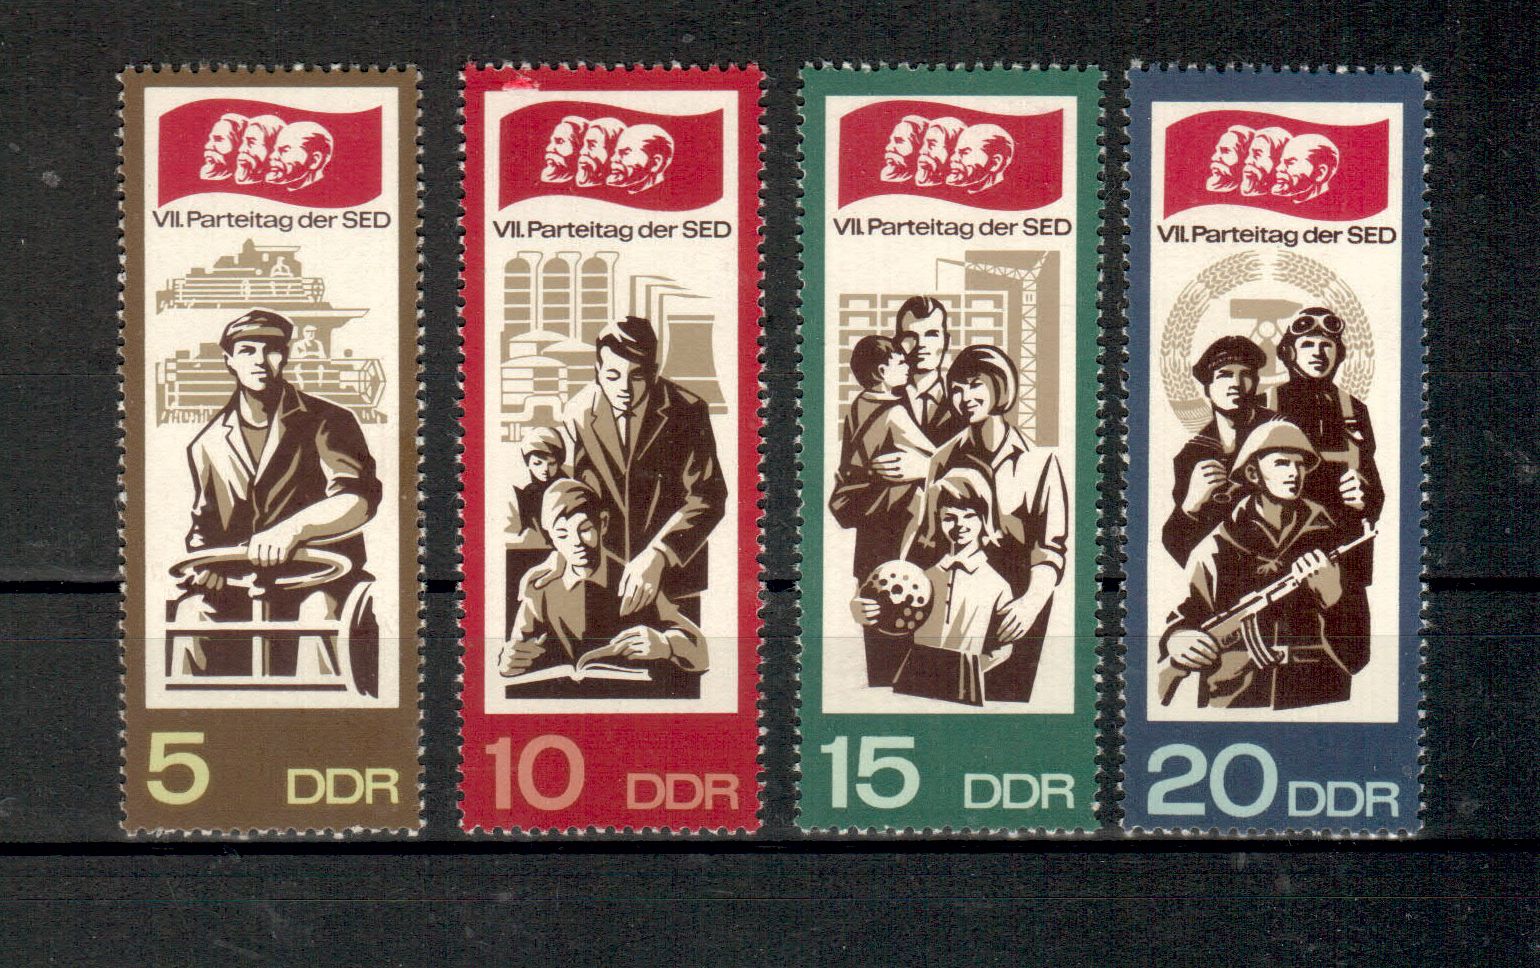 VII. Parteitag der SED
5 DDR
VII. Parteitag der SED
10 DDR
VII. Parteitag der SED
15 DDR
VII. Parteitag der SED
20 DDR